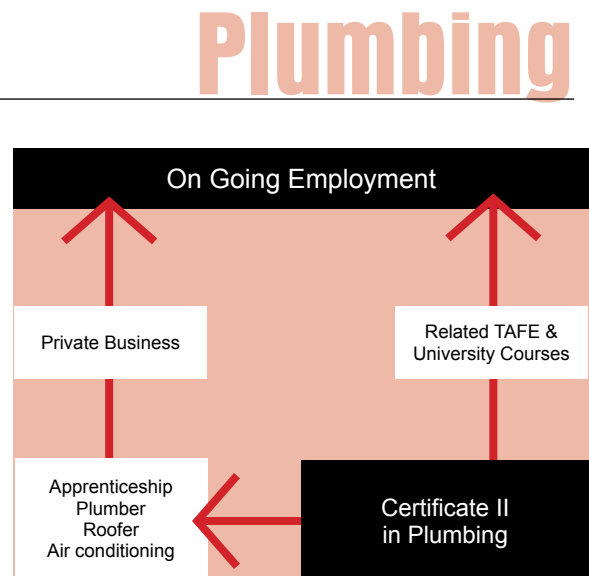 Plumbing
On Going Employment
Private Business
Related TAFE &
University Courses
Apprenticeship
Plumber
Roofer
Air conditioning
Certificate II
in Plumbing